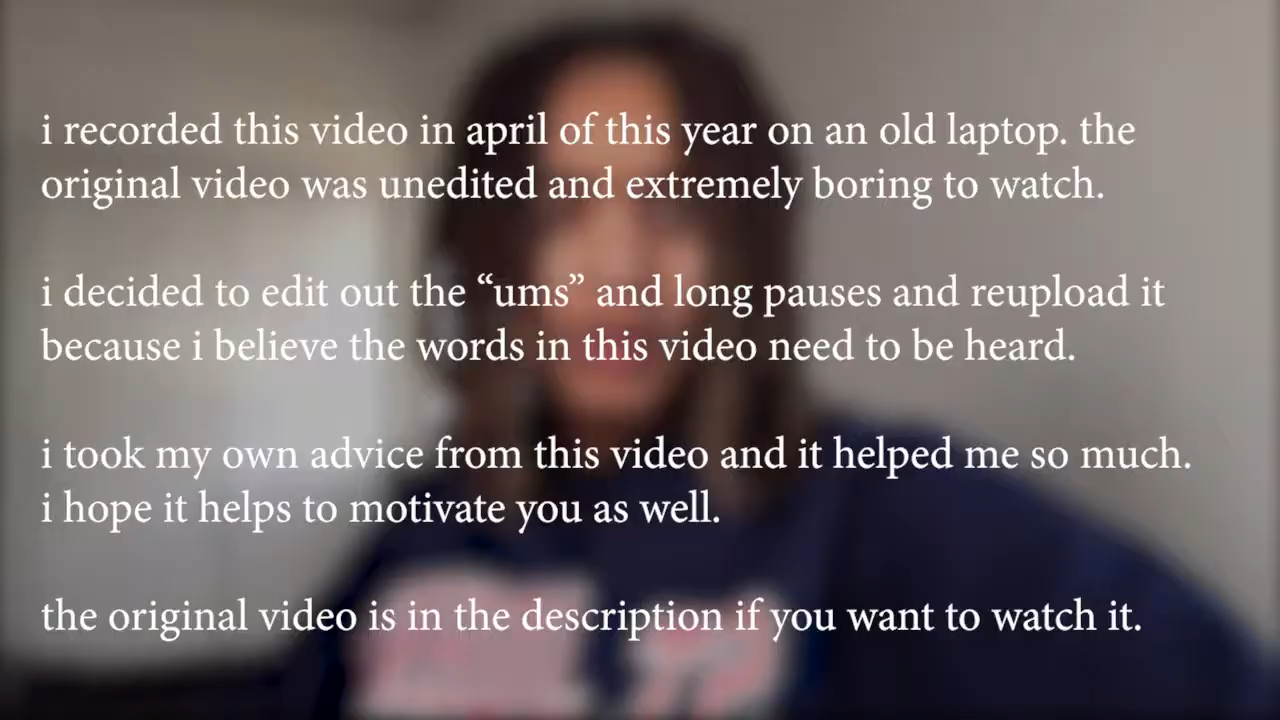 i recorded this video in april of this year on an old laptop. the
original video was unedited and extremely boring to watch.
i decided to edit out the “ums” and long pauses and reupload it
because i believe the words in this video need to be heard.
i took my own advice from this video and it helped me so much.
i hope it helps to motivate you as well.
the original video is in the description if you want to watch it.